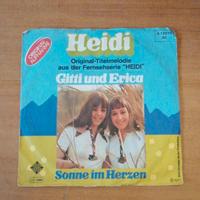 Heidi
Original-Titelmelodie
aus der Fernsehserie "HEIDI"
Gitti und Erica
Sonne im Herzen